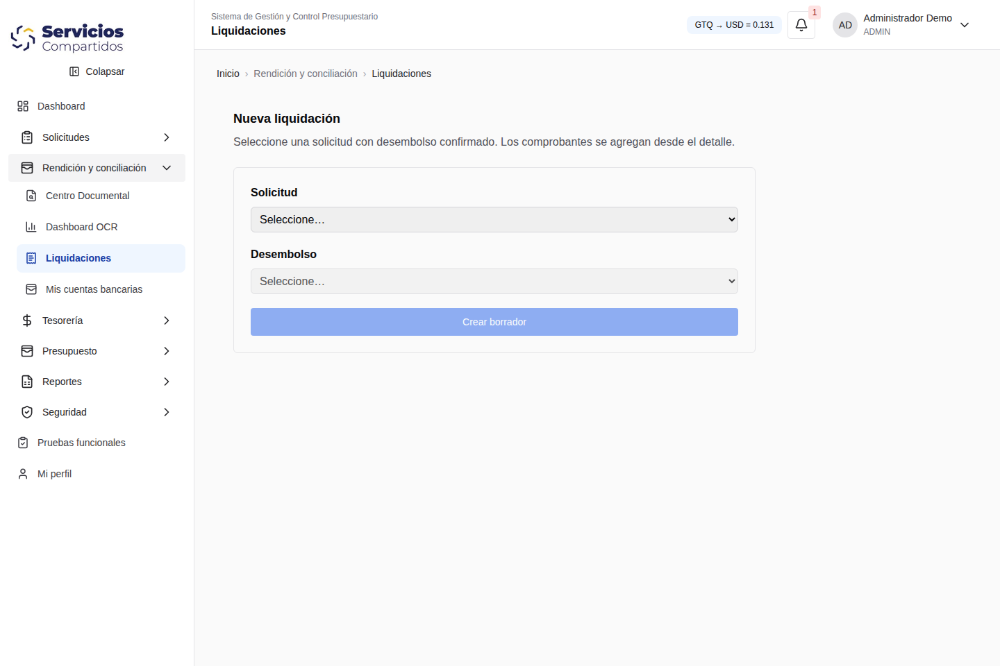 Servicios
Compartidos
Colapsar
Dashboard
Solicitudes
Rendición y conciliación
Centro Documental
Dashboard OCR
Liquidaciones
Mis cuentas bancarias
Tesorería
Presupuesto
Reportes
Seguridad
Pruebas funcionales
Mi perfil
Sistema de Gestión y Control Presupuestario
Liquidaciones
GTQ → USD = 0.131
1
AD
Administrador Demo
ADMIN
Inicio › Rendición y conciliación › Liquidaciones
Nueva liquidación
Seleccione una solicitud con desembolso confirmado. Los comprobantes se agregan desde el detalle.
Solicitud
Seleccione…
Desembolso
Seleccione…
Crear borrador